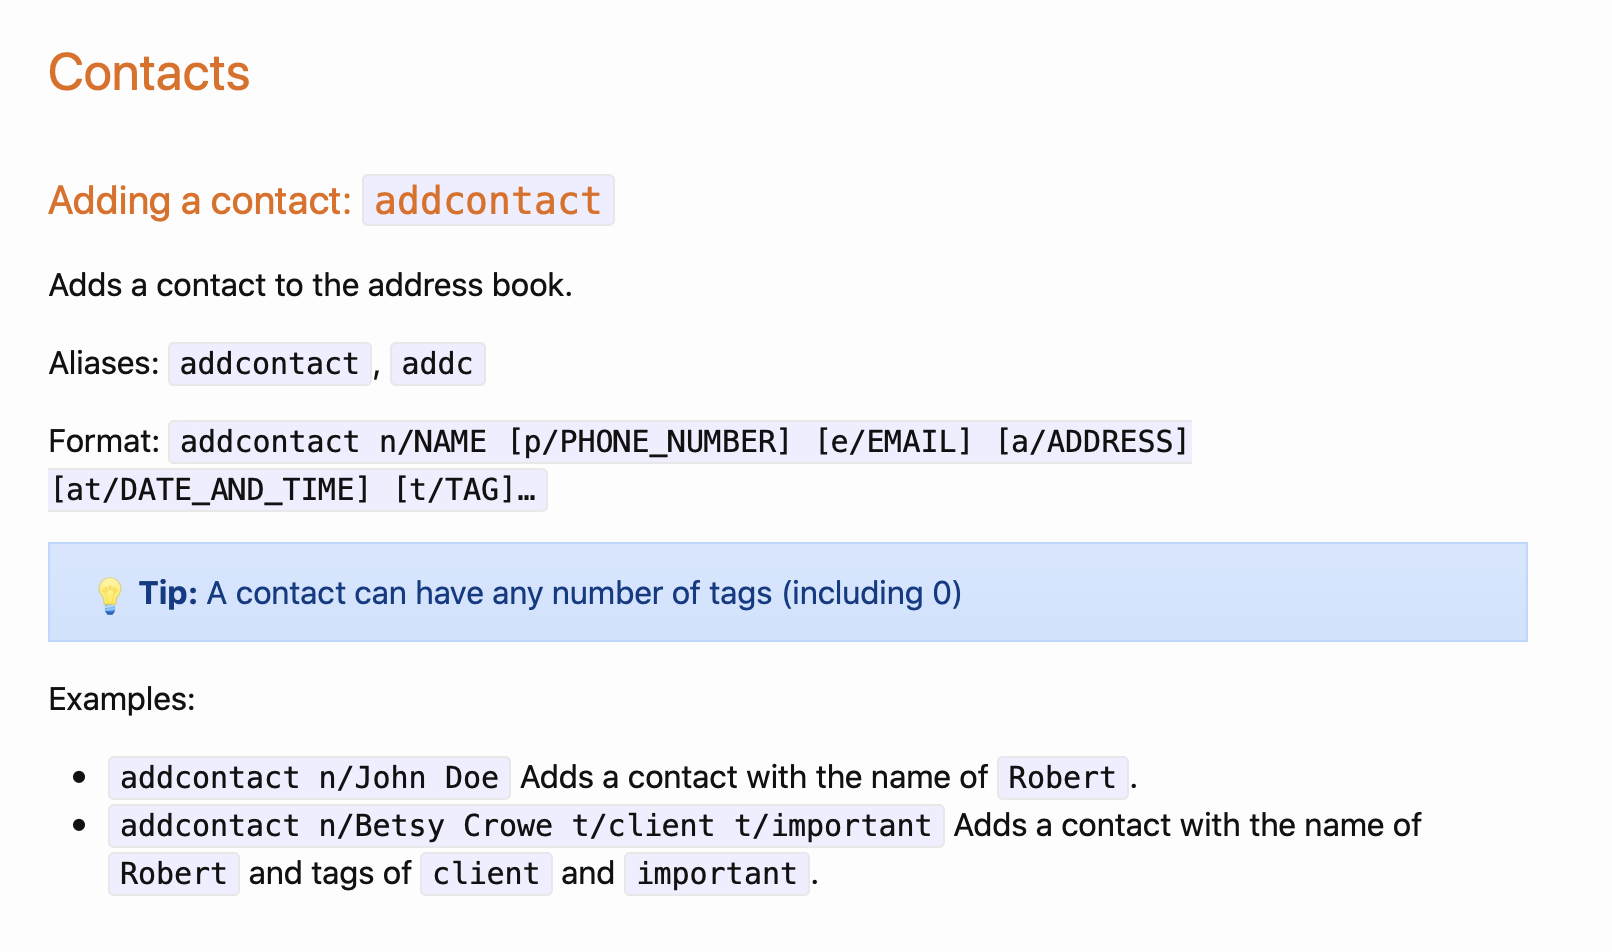 Contacts
Adding a contact: addcontact
Adds a contact to the address book.
Aliases: addcontact, addc
Format: addcontact n/NAME [p/PHONE_NUMBER] [e/EMAIL] [a/ADDRESS]
[at/DATE_AND_TIME] [t/TAG]…
💡 Tip: A contact can have any number of tags (including 0)
Examples:
• addcontact n/John Doe Adds a contact with the name of Robert.
• addcontact n/Betsy Crowe t/client t/important Adds a contact with the name of
Robert and tags of client and important.